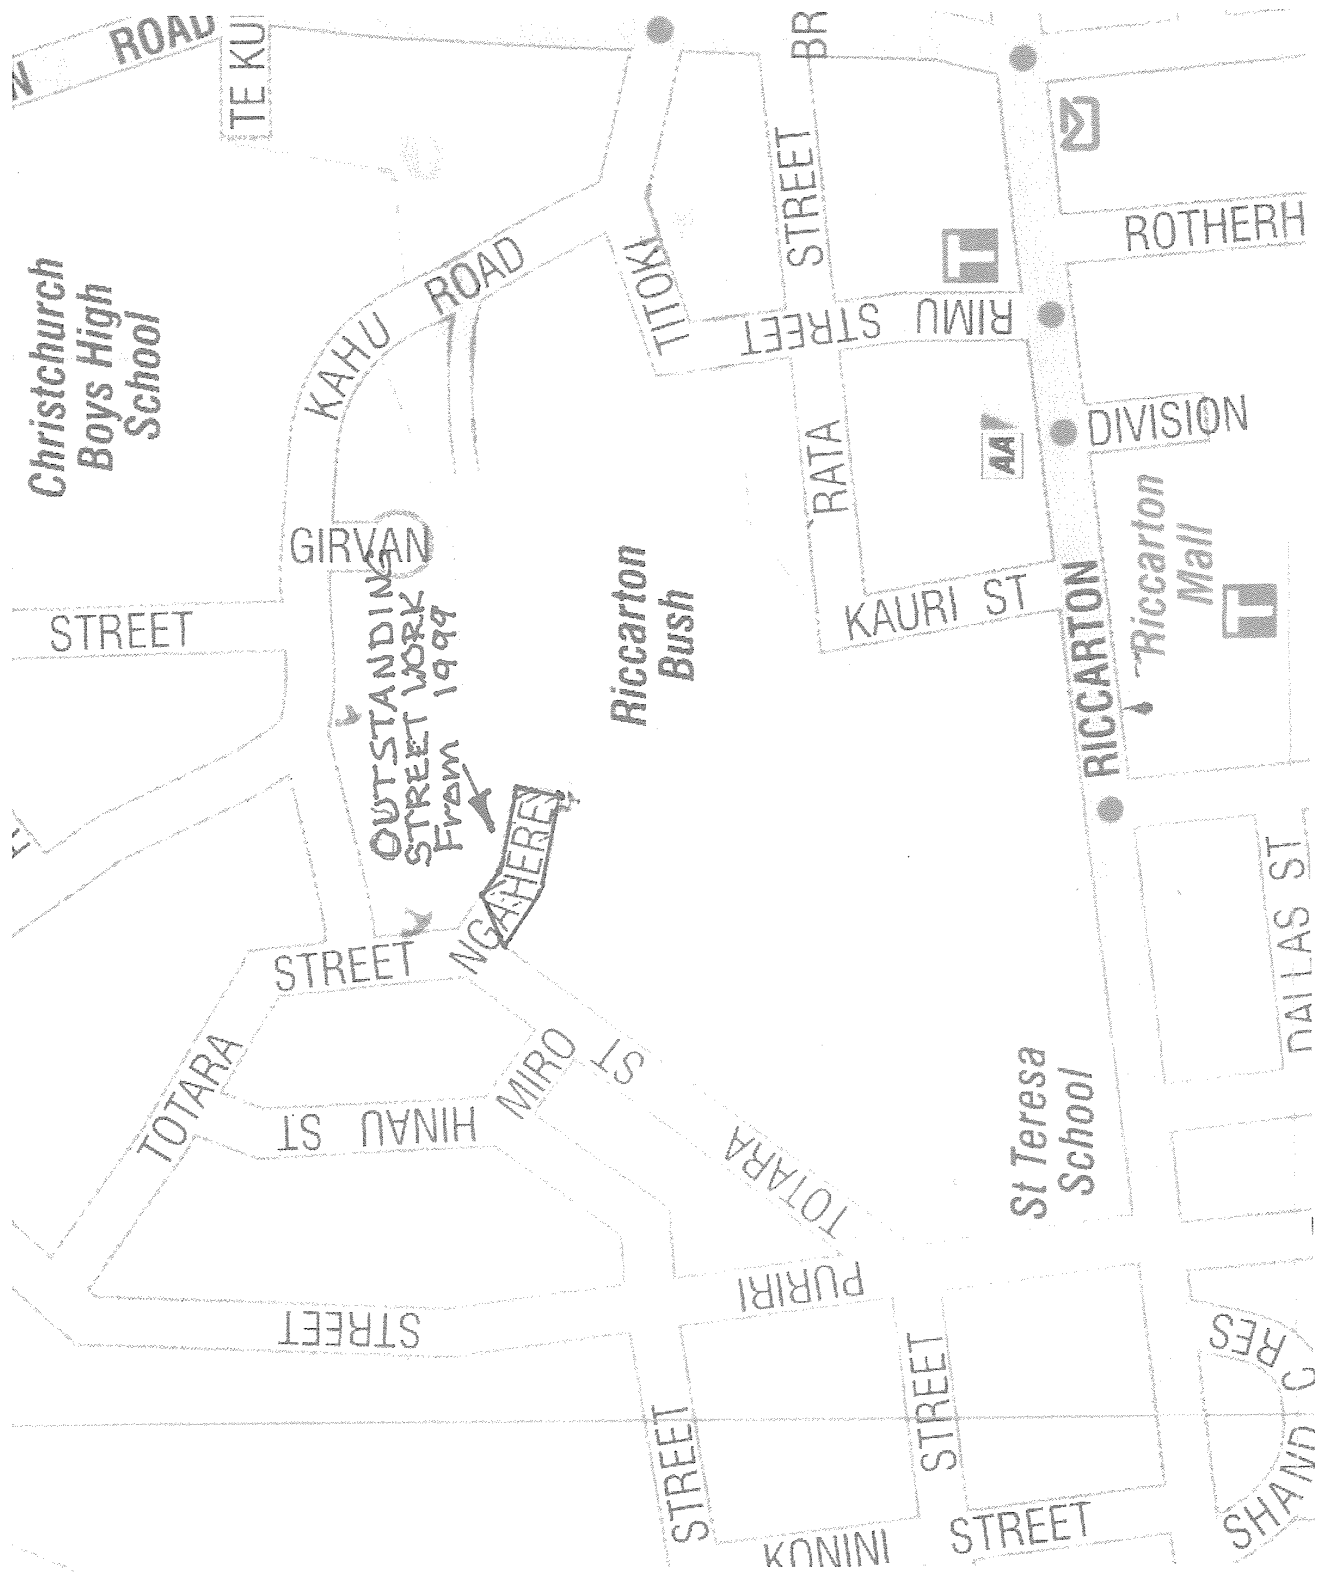 ROAD
N
TE KU
BR
STREET
ROTHERH
TITOKI
RIMU STREET
KAHU ROAD
Christchurch
Boys High
School
RATA
AA
DIVISION
GIRVAN
STREET
KAURI ST
RICCARTON
Riccarton
Mall
Riccarton
Bush
OUTSTANDING
STREET WORK
From 1999
NGAHERE
STREET
TOTARA
HINAU ST
MIRO
ST
TOTARA
DALLAS ST
St Teresa
School
PURIRI
STREET
STREET
STREET
KONINI
STREET
SHAND CRES